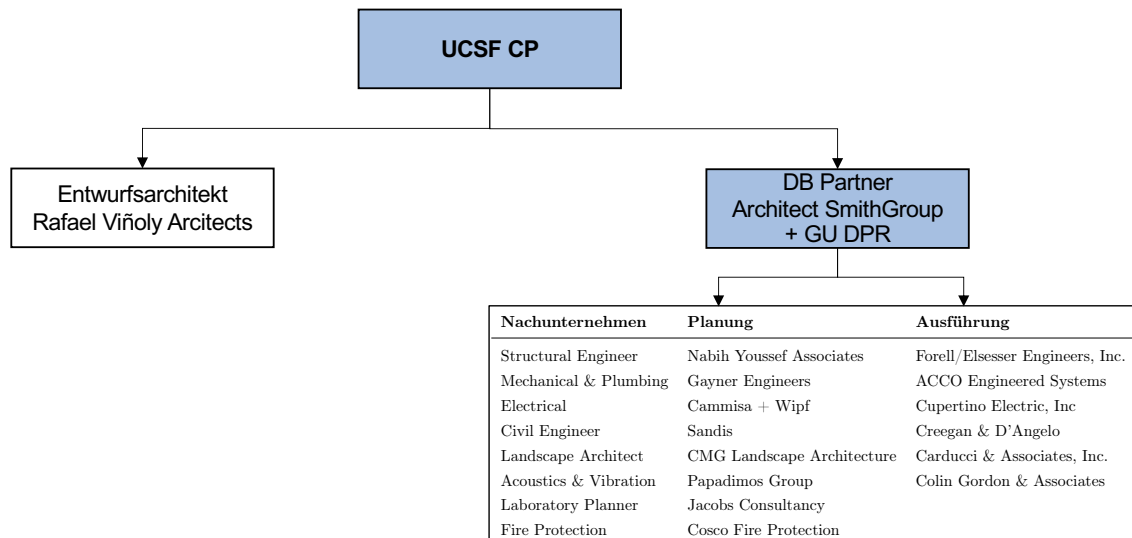 UCSF CP
Entwurfsarchitekt
Rafael Viñoly Arcitects
DB Partner
Architect SmithGroup
+ GU DPR
Nachunternehmen Planung Ausführung
Structural Engineer Nabih Youssef Associates Forell/Elsesser Engineers, Inc.
Mechanical & Plumbing Gayner Engineers ACCO Engineered Systems
Electrical Cammisa + Wipf Cupertino Electric, Inc
Civil Engineer Sandis Creegan & D'Angelo
Landscape Architect CMG Landscape Architecture Carducci & Associates, Inc.
Acoustics & Vibration Papadimos Group Colin Gordon & Associates
Laboratory Planner Jacobs Consultancy
Fire Protection Cosco Fire Protection